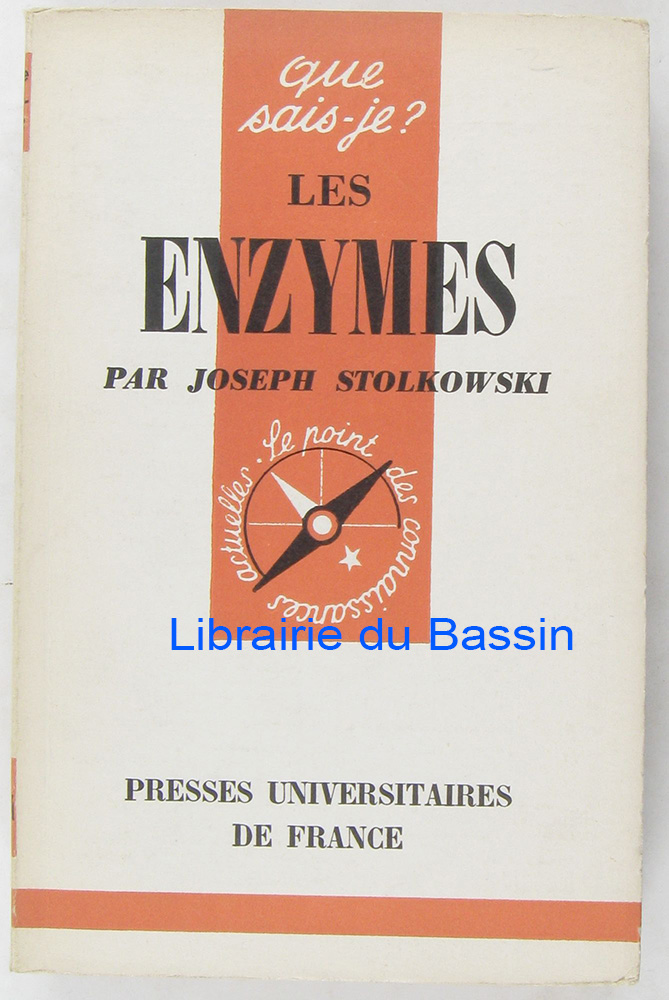 que
sais-je?
LES
ENZYMES
PAR JOSEPH STOLKOWSKI
Le point des connaissances actuelles.
Librairie du Bassin
PRESSES UNIVERSITAIRES
DE FRANCE